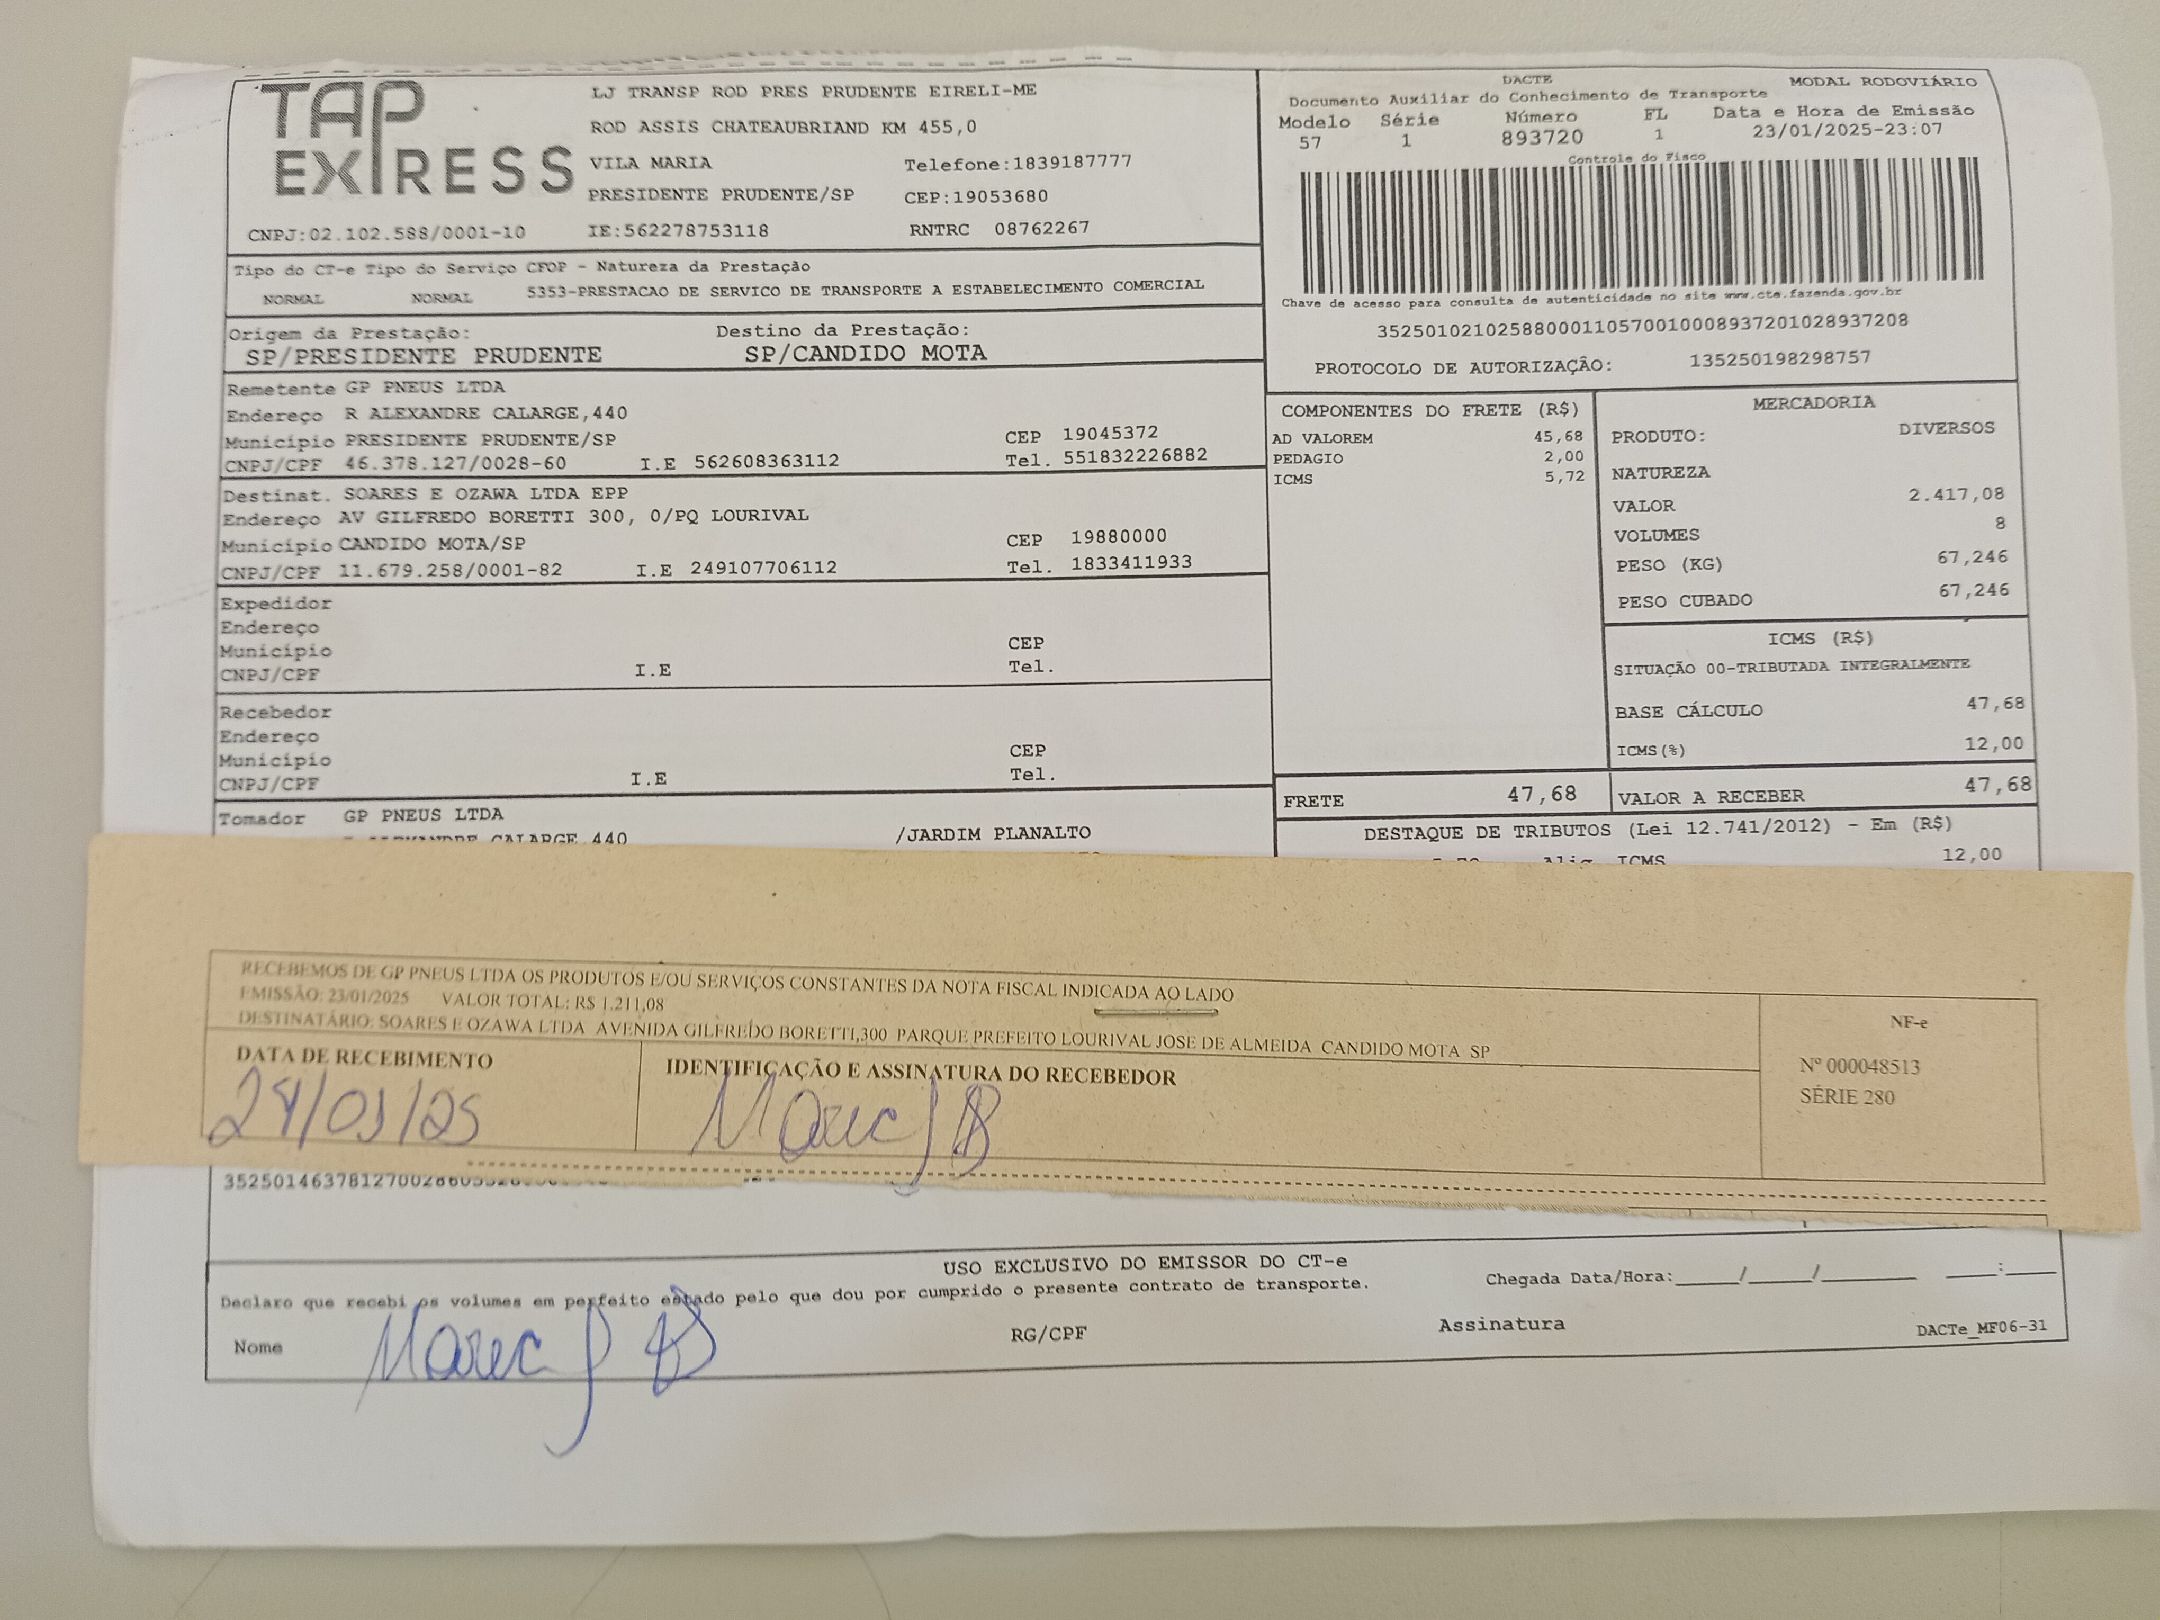 TAP EXPRESS
LJ TRANSP ROD PRES PRUDENTE EIRELI-ME
ROD ASSIS CHATEAUBRIAND KM 455,0
VILA MARIA Telefone:1839187777
PRESIDENTE PRUDENTE/SP CEP:19053680
CNPJ:02.102.588/0001-10 IE:562278753118 RNTRC 08762267
Tipo do CT-e Tipo do Serviço CFOP - Natureza da Prestação
NORMAL NORMAL 5353-PRESTACAO DE SERVICO DE TRANSPORTE A ESTABELECIMENTO COMERCIAL
Origem da Prestação: Destino da Prestação:
SP/PRESIDENTE PRUDENTE SP/CANDIDO MOTA
Remetente GP PNEUS LTDA
Endereço R ALEXANDRE CALARGE,440
Município PRESIDENTE PRUDENTE/SP CEP 19045372
CNPJ/CPF 46.378.127/0028-60 I.E 562608363112 Tel. 551832226882
Destinat. SOARES E OZAWA LTDA EPP
Endereço AV GILFREDO BORETTI 300, 0/PQ LOURIVAL
Município CANDIDO MOTA/SP CEP 19880000
CNPJ/CPF 11.679.258/0001-82 I.E 249107706112 Tel. 1833411933
Expedidor
Endereço
Município CEP
CNPJ/CPF I.E Tel.
Recebedor
Endereço
Município CEP
CNPJ/CPF I.E Tel.
Tomador GP PNEUS LTDA
CALARGE,440 /JARDIM PLANALTO
DACTE MODAL RODOVIÁRIO
Documento Auxiliar do Conhecimento de Transporte
Modelo Série Número FL Data e Hora de Emissão
57 1 893720 1 23/01/2025-23:07
Controle do Fisco
Chave de acesso para consulta de autenticidade no site www.cte.fazenda.gov.br
35250102102588000110570010008937201028937208
PROTOCOLO DE AUTORIZAÇÃO: 135250198298757
COMPONENTES DO FRETE (R$)
AD VALOREM 45,68
PEDAGIO 2,00
ICMS 5,72
MERCADORIA
PRODUTO: DIVERSOS
NATUREZA
VALOR 2.417,08
VOLUMES 8
PESO (KG) 67,246
PESO CUBADO 67,246
ICMS (R$)
SITUAÇÃO 00-TRIBUTADA INTEGRALMENTE
BASE CÁLCULO 47,68
ICMS(%) 12,00
FRETE 47,68 VALOR A RECEBER 47,68
DESTAQUE DE TRIBUTOS (Lei 12.741/2012) - Em (R$)
ICMS 12,00
RECEBEMOS DE GP PNEUS LTDA OS PRODUTOS E/OU SERVIÇOS CONSTANTES DA NOTA FISCAL INDICADA AO LADO
EMISSÃO: 23/01/2025 VALOR TOTAL: R$ 1.211,08
DESTINATÁRIO: SOARES E OZAWA LTDA AVENIDA GILFREDO BORETTI,300 PARQUE PREFEITO LOURIVAL JOSE DE ALMEIDA CANDIDO MOTA SP
DATA DE RECEBIMENTO IDENTIFICAÇÃO E ASSINATURA DO RECEBEDOR
24/01/25
NF-e
Nº 000048513
SÉRIE 280
USO EXCLUSIVO DO EMISSOR DO CT-e
Declaro que recebi os volumes em perfeito estado pelo que dou por cumprido o presente contrato de transporte.
Chegada Data/Hora:_____/_____/_______ ____:____
Nome RG/CPF Assinatura DACTe_MF06-31